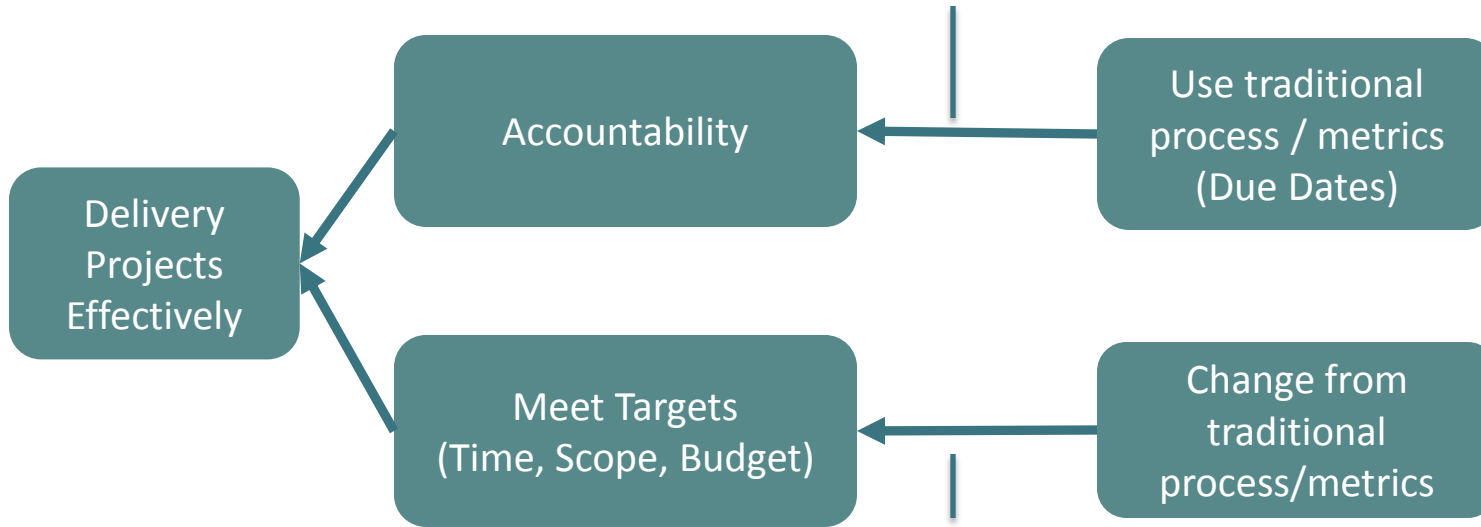 Delivery
Projects
Effectively
Accountability
Use traditional
process / metrics
(Due Dates)
Meet Targets
(Time, Scope, Budget)
Change from
traditional
process/metrics